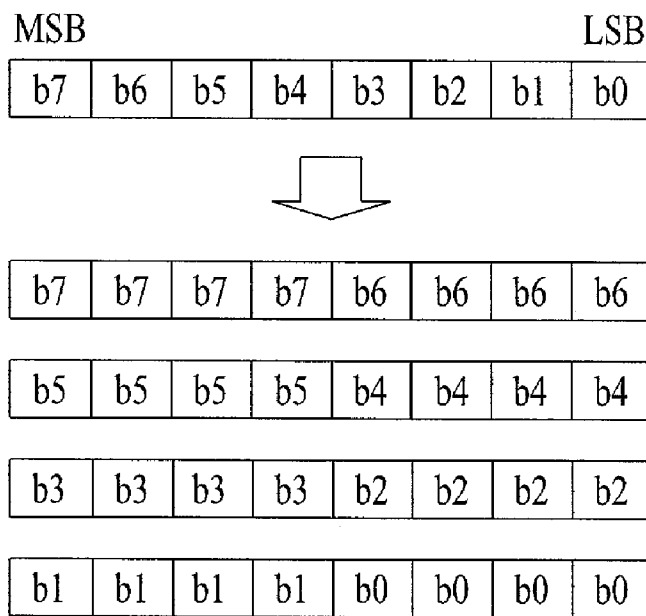 MSB LSB
b7 b6 b5 b4 b3 b2 b1 b0
b7 b7 b7 b7 b6 b6 b6 b6
b5 b5 b5 b5 b4 b4 b4 b4
b3 b3 b3 b3 b2 b2 b2 b2
b1 b1 b1 b1 b0 b0 b0 b0